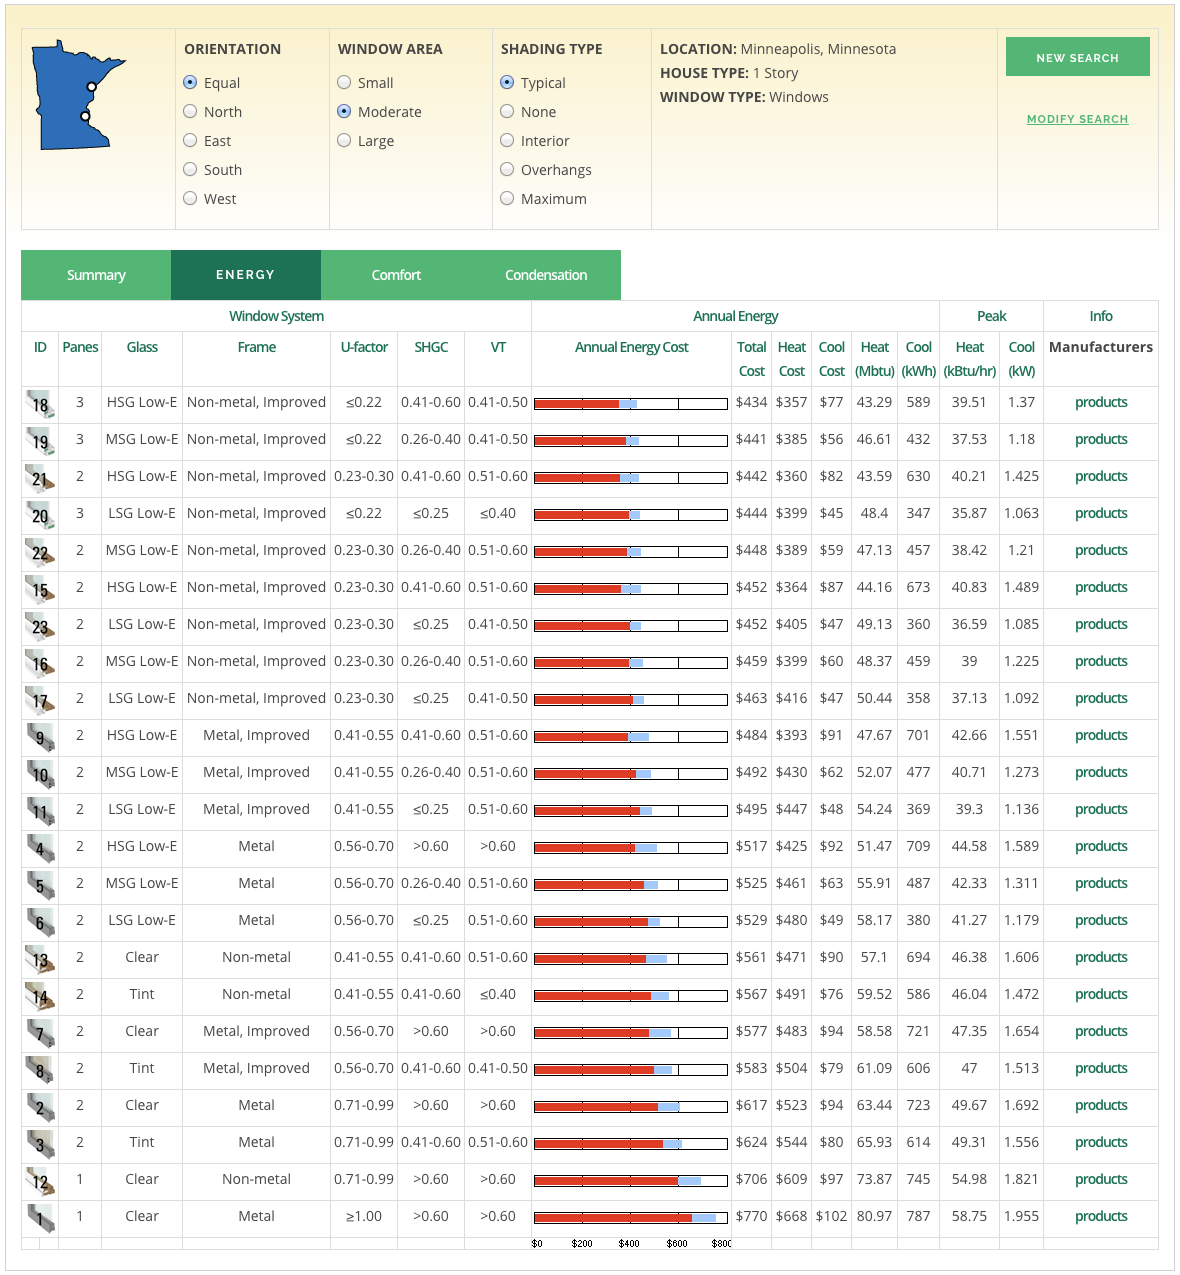 ORIENTATION
Equal
North
East
South
West
WINDOW AREA
Small
Moderate
Large
SHADING TYPE
Typical
None
Interior
Overhangs
Maximum
LOCATION: Minneapolis, Minnesota
HOUSE TYPE: 1 Story
WINDOW TYPE: Windows
NEW SEARCH
MODIFY SEARCH
Summary ENERGY Comfort Condensation
Window System Annual Energy Peak Info
ID Panes Glass Frame U-factor SHGC VT Annual Energy Cost Total Cost Heat Cost Cool Cost Heat (Mbtu) Cool (kWh) Heat (kBtu/hr) Cool (kW) Manufacturers
18 3 HSG Low-E Non-metal, Improved ≤0.22 0.41-0.60 0.41-0.50 $434 $357 $77 43.29 589 39.51 1.37 products
19 3 MSG Low-E Non-metal, Improved ≤0.22 0.26-0.40 0.41-0.50 $441 $385 $56 46.61 432 37.53 1.18 products
21 2 HSG Low-E Non-metal, Improved 0.23-0.30 0.41-0.60 0.51-0.60 $442 $360 $82 43.59 630 40.21 1.425 products
20 3 LSG Low-E Non-metal, Improved ≤0.22 ≤0.25 ≤0.40 $444 $399 $45 48.4 347 35.87 1.063 products
22 2 MSG Low-E Non-metal, Improved 0.23-0.30 0.26-0.40 0.51-0.60 $448 $389 $59 47.13 457 38.42 1.21 products
15 2 HSG Low-E Non-metal, Improved 0.23-0.30 0.41-0.60 0.51-0.60 $452 $364 $87 44.16 673 40.83 1.489 products
23 2 LSG Low-E Non-metal, Improved 0.23-0.30 ≤0.25 0.41-0.50 $452 $405 $47 49.13 360 36.59 1.085 products
16 2 MSG Low-E Non-metal, Improved 0.23-0.30 0.26-0.40 0.51-0.60 $459 $399 $60 48.37 459 39 1.225 products
17 2 LSG Low-E Non-metal, Improved 0.23-0.30 ≤0.25 0.41-0.50 $463 $416 $47 50.44 358 37.13 1.092 products
9 2 HSG Low-E Metal, Improved 0.41-0.55 0.41-0.60 0.51-0.60 $484 $393 $91 47.67 701 42.66 1.551 products
10 2 MSG Low-E Metal, Improved 0.41-0.55 0.26-0.40 0.51-0.60 $492 $430 $62 52.07 477 40.71 1.273 products
11 2 LSG Low-E Metal, Improved 0.41-0.55 ≤0.25 0.51-0.60 $495 $447 $48 54.24 369 39.3 1.136 products
4 2 HSG Low-E Metal 0.56-0.70 >0.60 >0.60 $517 $425 $92 51.47 709 44.58 1.589 products
5 2 MSG Low-E Metal 0.56-0.70 0.26-0.40 0.51-0.60 $525 $461 $63 55.91 487 42.33 1.311 products
6 2 LSG Low-E Metal 0.56-0.70 ≤0.25 0.51-0.60 $529 $480 $49 58.17 380 41.27 1.179 products
13 2 Clear Non-metal 0.41-0.55 0.41-0.60 0.51-0.60 $561 $471 $90 57.1 694 46.38 1.606 products
14 2 Tint Non-metal 0.41-0.55 0.41-0.60 ≤0.40 $567 $491 $76 59.52 586 46.04 1.472 products
7 2 Clear Metal, Improved 0.56-0.70 >0.60 >0.60 $577 $483 $94 58.58 721 47.35 1.654 products
8 2 Tint Metal, Improved 0.56-0.70 0.41-0.60 0.41-0.50 $583 $504 $79 61.09 606 47 1.513 products
2 2 Clear Metal 0.71-0.99 >0.60 >0.60 $617 $523 $94 63.44 723 49.67 1.692 products
3 2 Tint Metal 0.71-0.99 0.41-0.60 0.51-0.60 $624 $544 $80 65.93 614 49.31 1.556 products
12 1 Clear Non-metal 0.71-0.99 >0.60 >0.60 $706 $609 $97 73.87 745 54.98 1.821 products
1 1 Clear Metal ≥1.00 >0.60 >0.60 $770 $668 $102 80.97 787 58.75 1.955 products
$0 $200 $400 $600 $800